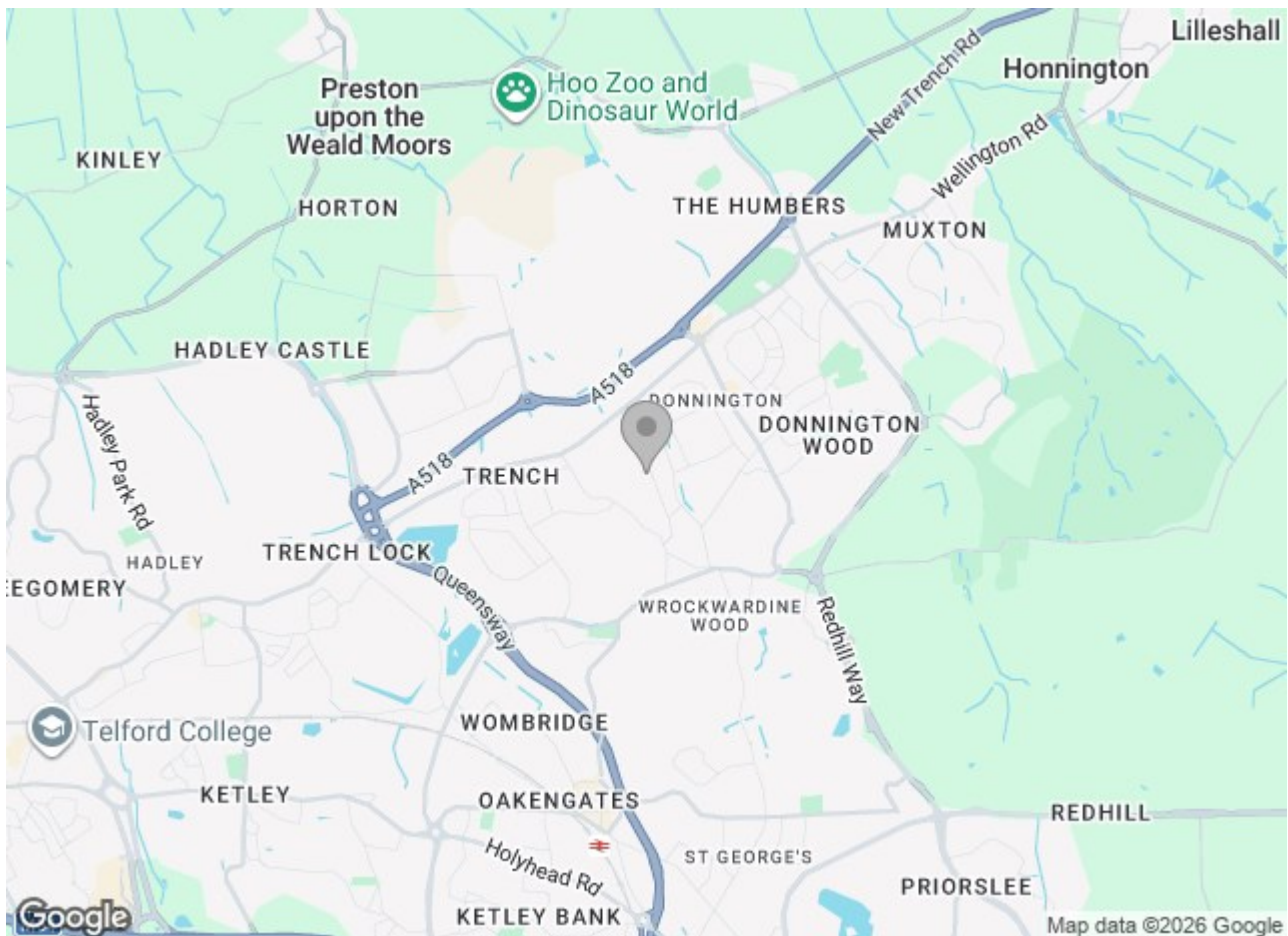 Lilleshall
Honnington
New Trench Rd
Hoo Zoo and
Dinosaur World
Preston
upon the
Weald Moors
KINLEY
Wellington Rd
HORTON
THE HUMBERS
MUXTON
HADLEY CASTLE
A518
DONNINGTON
DONNINGTON
WOOD
Hadley Park Rd
A518
TRENCH
TRENCH LOCK
HADLEY
EEGOMERY
Queensway
WROCKWARDINE
WOOD
Redhill Way
WOMBRIDGE
Telford College
KETLEY
OAKENGATES
REDHILL
Holyhead Rd
ST GEORGE'S
PRIORSLEE
KETLEY BANK
Google
Map data ©2026 Google